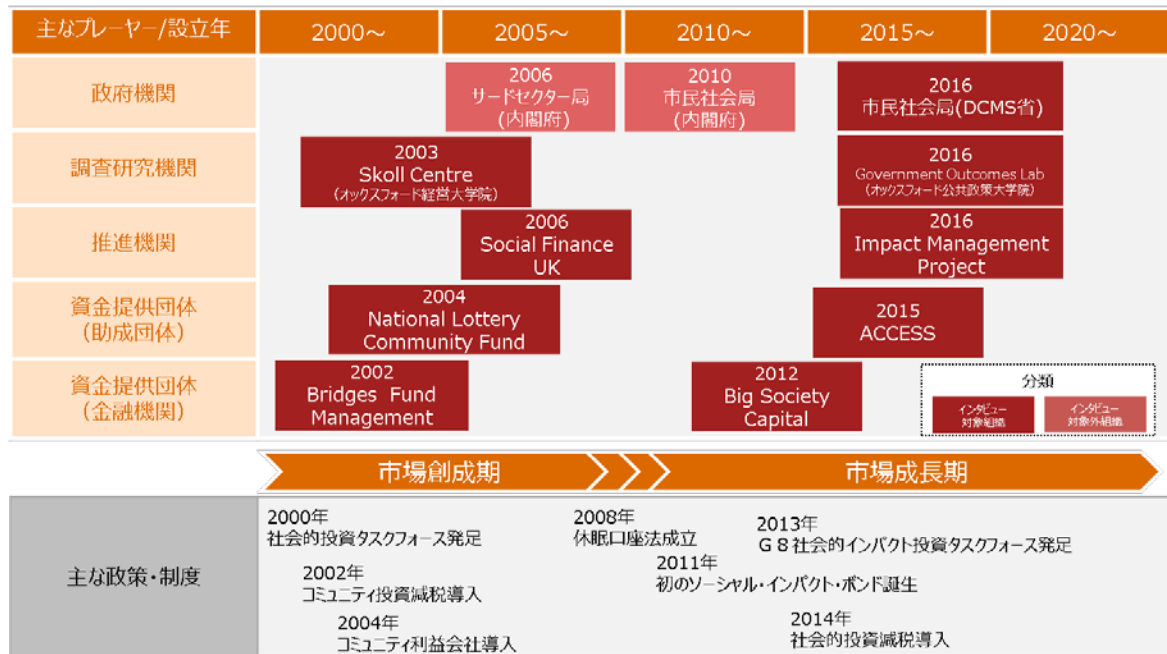 主なプレーヤー/設立年
2000～
2005～
2010～
2015～
2020～
政府機関
2006
サードセクター局
(内閣府)
2010
市民社会局
(内閣府)
2016
市民社会局(DCMS省)
調査研究機関
2003
Skoll Centre
(オックスフォード経営大学院)
2016
Government Outcomes Lab
(オックスフォード公共政策大学院)
推進機関
2006
Social Finance
UK
2016
Impact Management
Project
資金提供団体
(助成団体)
2004
National Lottery
Community Fund
2015
ACCESS
資金提供団体
(金融機関)
2002
Bridges Fund
Management
2012
Big Society
Capital
分類
インタビュー
対象組織
インタビュー
対象外組織
市場創成期
市場成長期
主な政策・制度
2000年
社会的投資タスクフォース発足
2002年
コミュニティ投資減税導入
2004年
コミュニティ利益会社導入
2008年
休眠口座法成立
2011年
初のソーシャル・インパクト・ボンド誕生
2013年
Ｇ８社会的インパクト投資タスクフォース発足
2014年
社会的投資減税導入